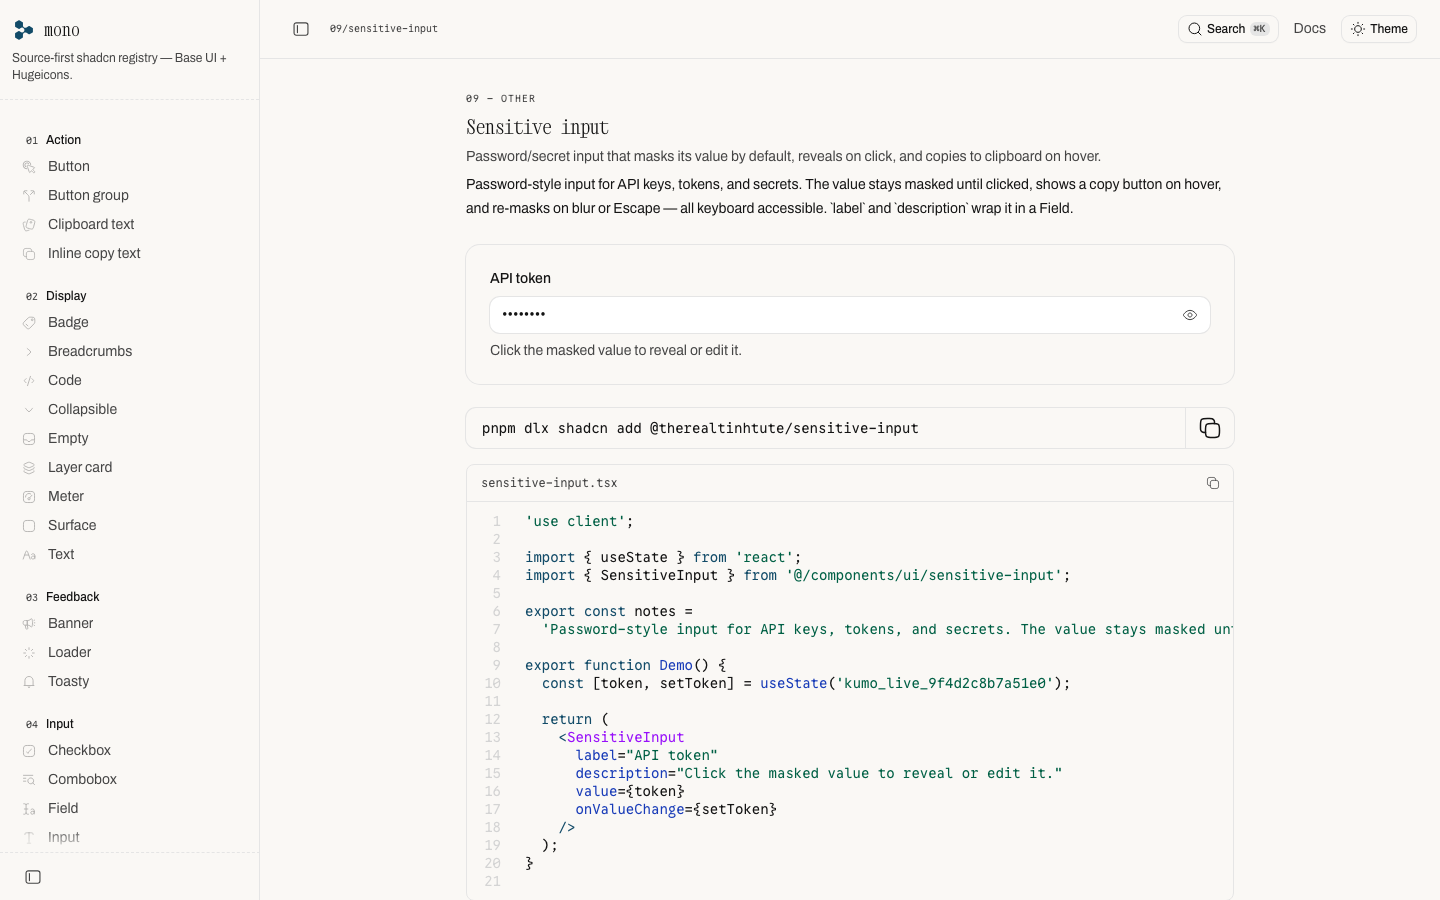 mono
Source-first shadcn registry — Base UI +
Hugeicons.
01 Action
Button
Button group
Clipboard text
Inline copy text
02 Display
Badge
Breadcrumbs
Code
Collapsible
Empty
Layer card
Meter
Surface
Text
03 Feedback
Banner
Loader
Toasty
04 Input
Checkbox
Combobox
Field
Input
09/sensitive-input
Search ⌘K
Docs
Theme
09 — OTHER
Sensitive input
Password/secret input that masks its value by default, reveals on click, and copies to clipboard on hover.
Password-style input for API keys, tokens, and secrets. The value stays masked until clicked, shows a copy button on hover,
and re-masks on blur or Escape — all keyboard accessible. `label` and `description` wrap it in a Field.
API token
••••••••
Click the masked value to reveal or edit it.
pnpm dlx shadcn add @therealtinhtute/sensitive-input
sensitive-input.tsx
1 'use client';
2
3 import { useState } from 'react';
4 import { SensitiveInput } from '@/components/ui/sensitive-input';
5
6 export const notes =
7 'Password-style input for API keys, tokens, and secrets. The value stays masked
8
9 export function Demo() {
10 const [token, setToken] = useState('kumo_live_9f4d2c8b7a51e0');
11
12 return (
13 <SensitiveInput
14 label="API token"
15 description="Click the masked value to reveal or edit it."
16 value={token}
17 onValueChange={setToken}
18 />
19 );
20 }
21